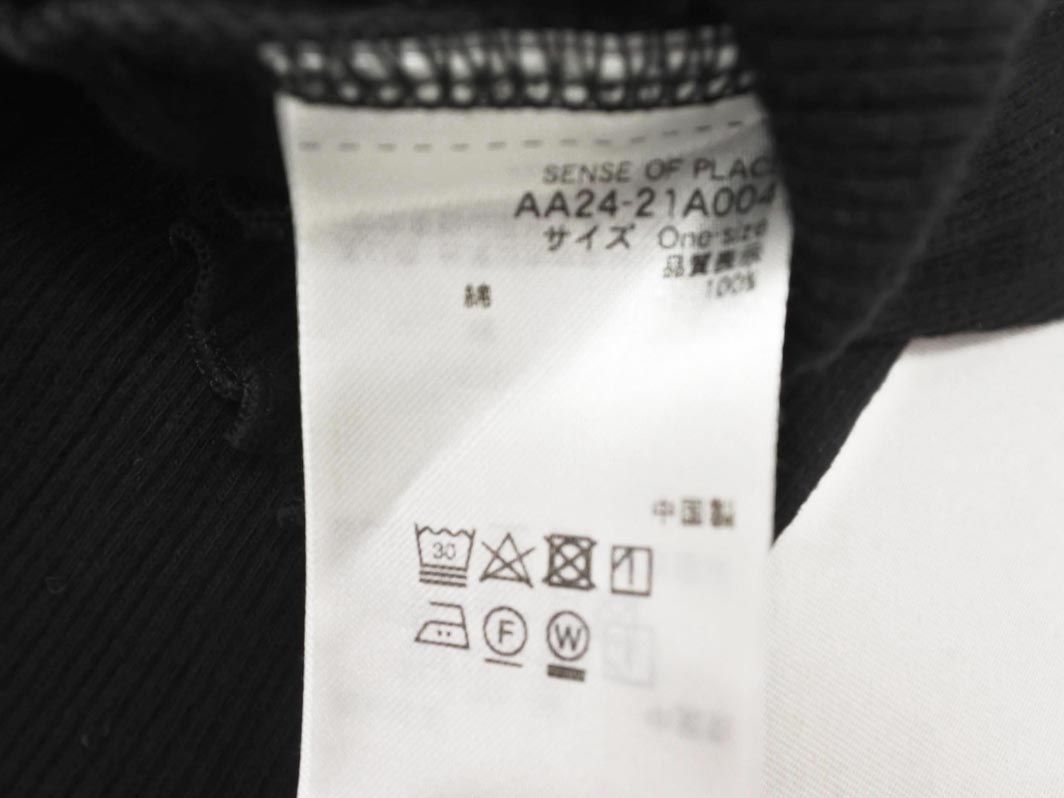 SENSE OF PLAC
AA24-21A004
サイズ One size
品質表示
綿 100%
中国製
30
F W